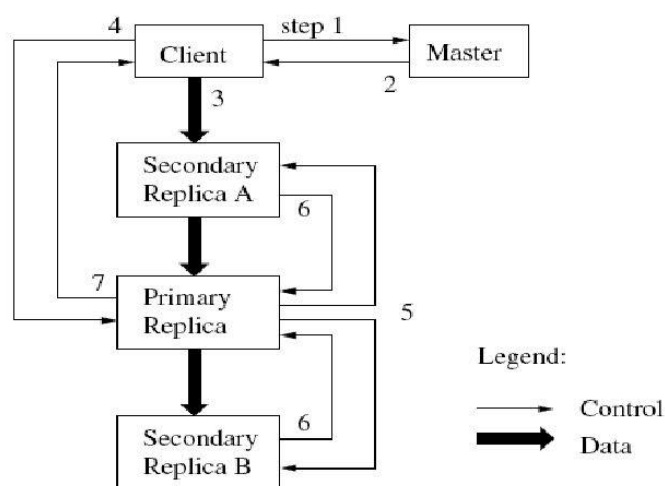 4
step 1
Client
Master
2
3
Secondary
Replica A
6
7
Primary
Replica
5
Legend:
6
Control
Secondary
Replica B
Data